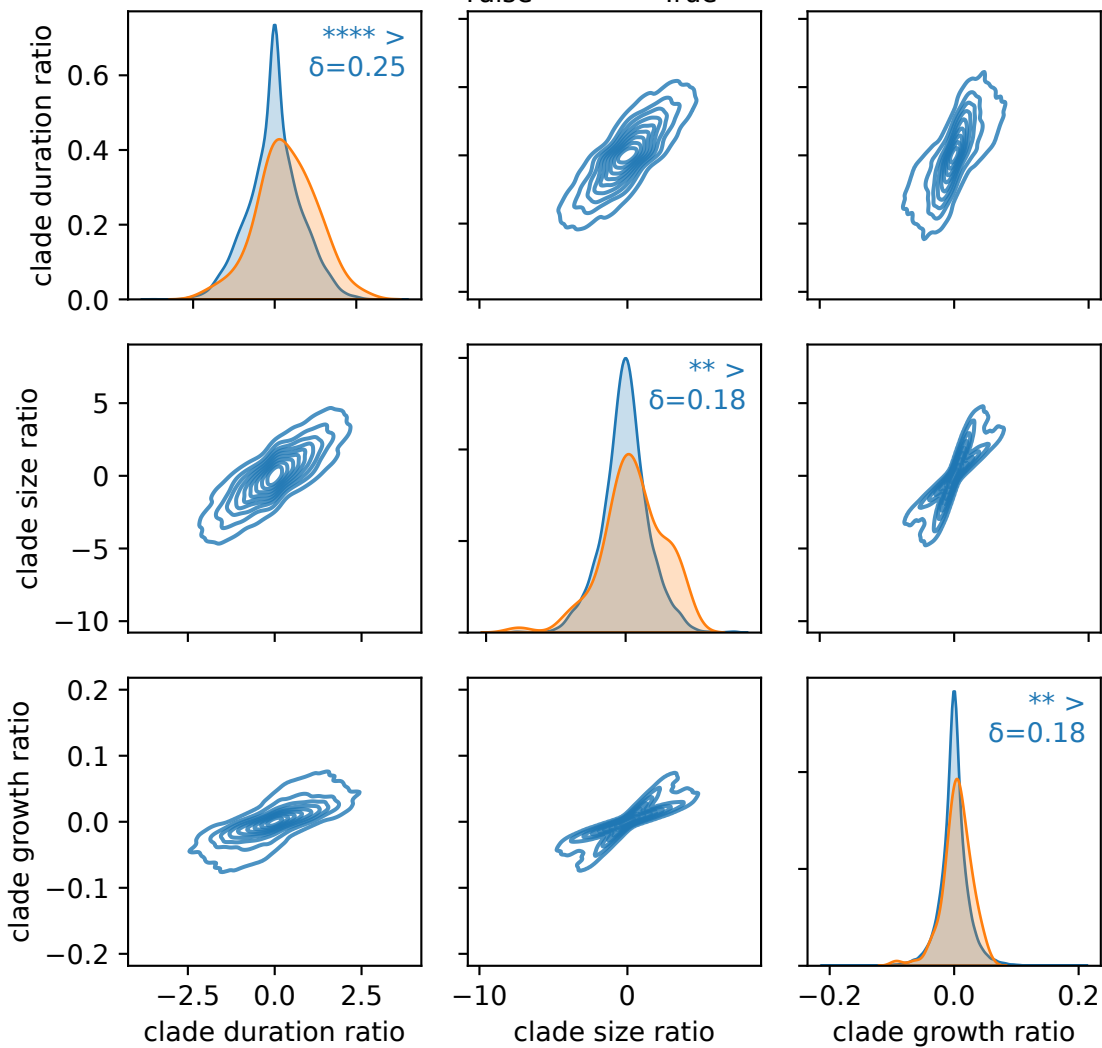 clade duration ratio
0.6
0.4
0.2
0.0
**** >
δ=0.25
clade size ratio
5
0
−5
−10
** >
δ=0.18
clade growth ratio
0.2
0.1
0.0
−0.1
−0.2
** >
δ=0.18
−2.5 0.0 2.5
−10 0
−0.2 0.0 0.2
clade duration ratio
clade size ratio
clade growth ratio